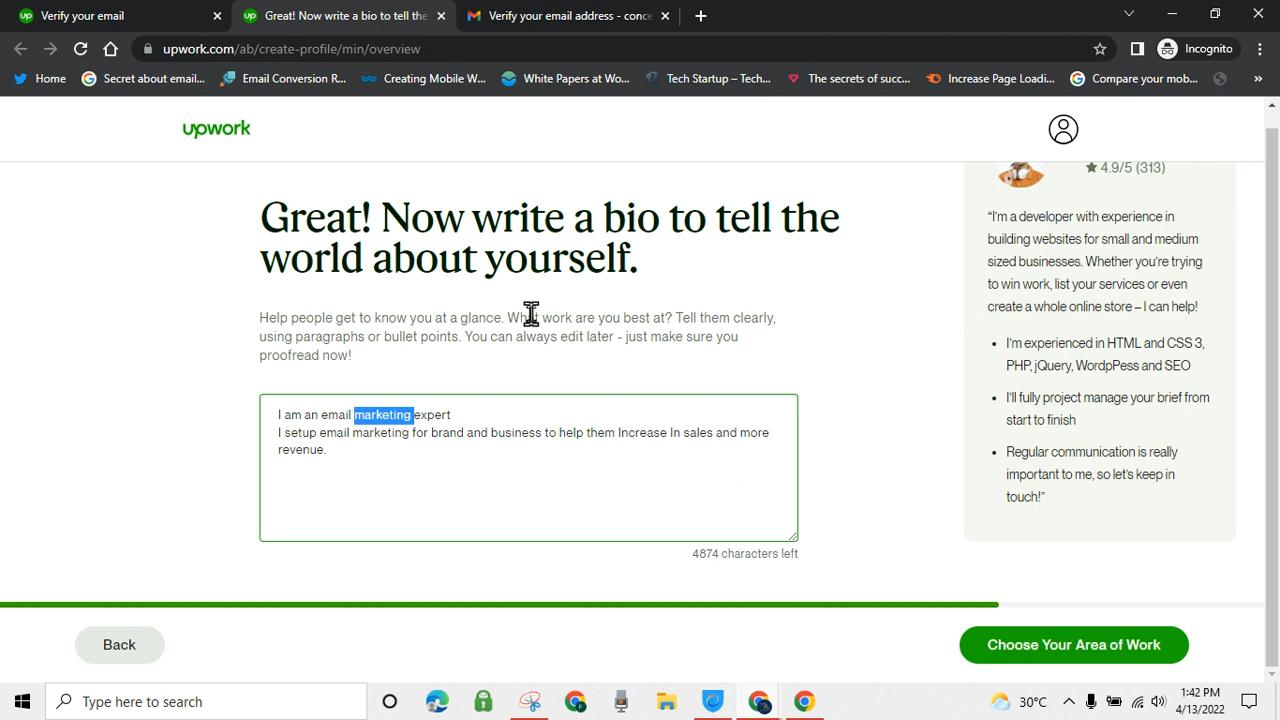 Verify your email
Great! Now write a bio to tell the
Verify your email address - conce
upwork.com/ab/create-profile/min/overview
Incognito
Home
Secret about email...
Email Conversion R...
Creating Mobile W...
White Papers at Wo...
Tech Startup – Tech...
The secrets of succ...
Increase Page Loadi...
Compare your mob...
»
upwork
Great! Now write a bio to tell the
world about yourself.
Help people get to know you at a glance. What work are you best at? Tell them clearly,
using paragraphs or bullet points. You can always edit later - just make sure you
proofread now!
I am an email marketing expert
I setup email marketing for brand and business to help them Increase In sales and more
revenue.
4874 characters left
★ 4.9/5 (313)
“I'm a developer with experience in
building websites for small and medium
sized businesses. Whether you're trying
to win work, list your services or even
create a whole online store – I can help!
• I'm experienced in HTML and CSS 3,
PHP, jQuery, WordpPess and SEO
• I'll fully project manage your brief from
start to finish
• Regular communication is really
important to me, so let's keep in
touch!”
Back
Choose Your Area of Work
Type here to search
30°C
1:42 PM
4/13/2022